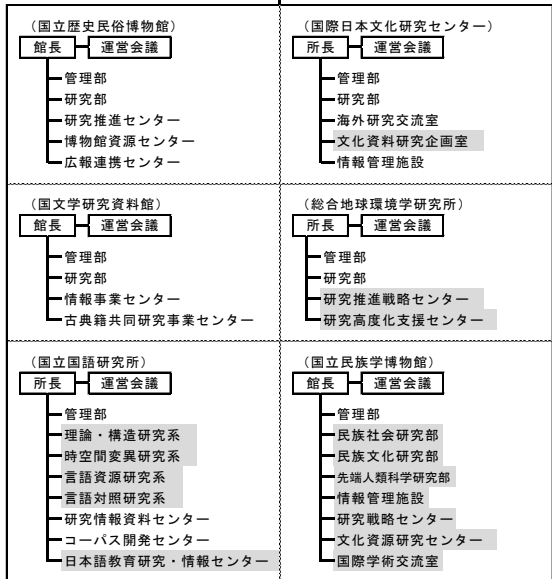 （国立歴史民俗博物館）
館長 運営会議
管理部
研究部
研究推進センター
博物館資源センター
広報連携センター
（国際日本文化研究センター）
所長 運営会議
管理部
研究部
海外研究交流室
文化資料研究企画室
情報管理施設
（国文学研究資料館）
館長 運営会議
管理部
研究部
情報事業センター
古典籍共同研究事業センター
（総合地球環境学研究所）
所長 運営会議
管理部
研究部
研究推進戦略センター
研究高度化支援センター
（国立国語研究所）
所長 運営会議
管理部
理論・構造研究系
時空間変異研究系
言語資源研究系
言語対照研究系
研究情報資料センター
コーパス開発センター
日本語教育研究・情報センター
（国立民族学博物館）
館長 運営会議
管理部
民族社会研究部
民族文化研究部
先端人類科学研究部
情報管理施設
研究戦略センター
文化資源研究センター
国際学術交流室